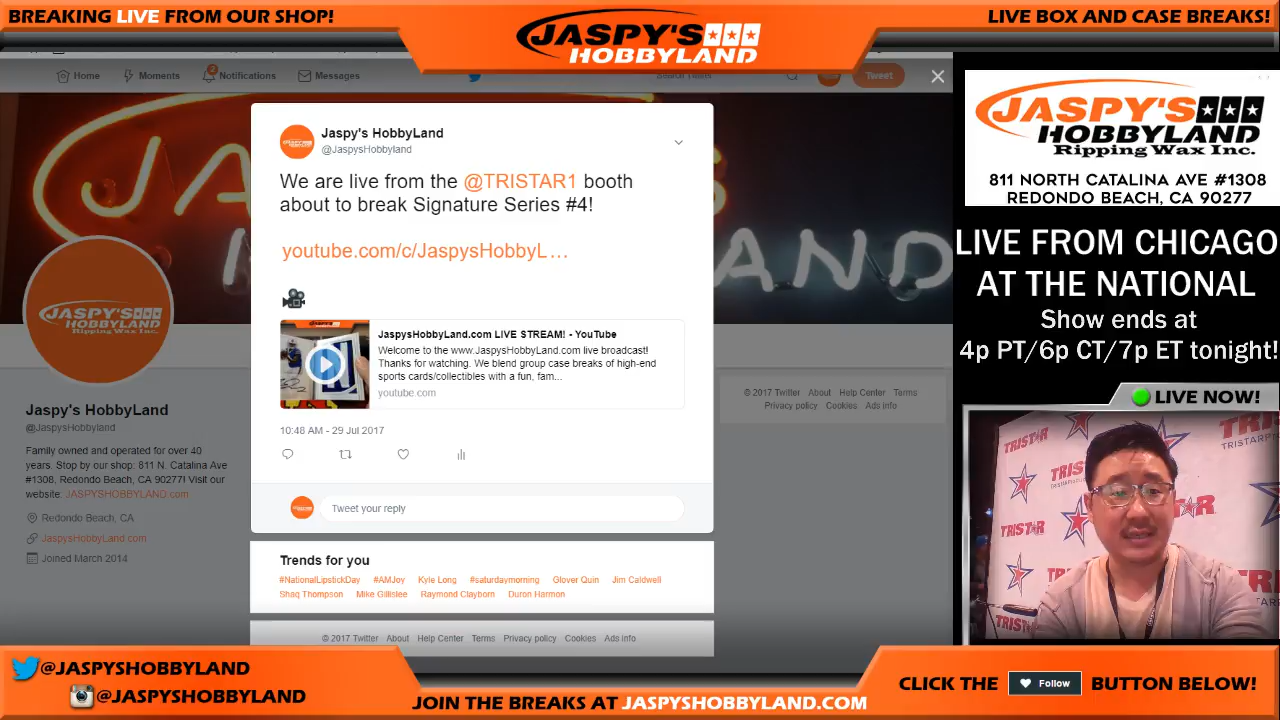 BREAKING LIVE FROM OUR SHOP!
JASPY'S
HOBBYLAND
LIVE BOX AND CASE BREAKS!
Home
Moments
2
Notifications
Messages
Tweet
Jaspy's HobbyLand
@JaspysHobbyland
We are live from the @TRISTAR1 booth
about to break Signature Series #4!
youtube.com/c/JaspysHobbyL…
JaspysHobbyLand.com LIVE STREAM! - YouTube
Welcome to the www.JaspysHobbyLand.com live broadcast!
Thanks for watching. We blend group case breaks of high-end
sports cards/collectibles with a fun, fam...
youtube.com
10:48 AM - 29 Jul 2017
Tweet your reply
Trends for you
#NationalLipstickDay #AMJoy Kyle Long #saturdaymorning Glover Quin Jim Caldwell
Shaq Thompson Mike Gillislee Raymond Clayborn Duron Harmon
© 2017 Twitter About Help Center Terms Privacy policy Cookies Ads info
JASPY'S
HOBBYLAND
Jaspy's HobbyLand
@JaspysHobbyland
Family owned and operated for over 40
years. Stop by our shop: 811 N. Catalina Ave
#1308, Redondo Beach, CA 90277! Visit our
website: JASPYSHOBBYLAND.com
Redondo Beach, CA
JaspysHobbyLand.com
Joined March 2014
© 2017 Twitter About Help Center Terms
Privacy policy Cookies Ads info
JASPY'S
HOBBYLAND
Ripping Wax Inc.
811 NORTH CATALINA AVE #1308
REDONDO BEACH, CA 90277
LIVE FROM CHICAGO
AT THE NATIONAL
Show ends at
4p PT/6p CT/7p ET tonight!
LIVE NOW!
TRISTAR
TRISTAR
@JASPYSHOBBYLAND
@JASPYSHOBBYLAND
JOIN THE BREAKS AT JASPYSHOBBYLAND.COM
CLICK THE Follow BUTTON BELOW!